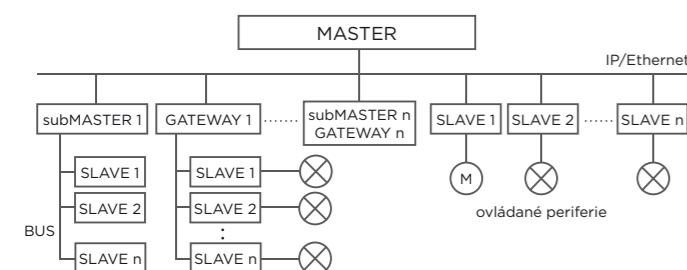 MASTER
IP/Ethernet
subMASTER 1
GATEWAY 1
subMASTER n
GATEWAY n
SLAVE 1
SLAVE 2
SLAVE n
SLAVE 1
SLAVE 1
M
SLAVE 2
SLAVE 2
ovládané periferie
BUS
SLAVE n
SLAVE n